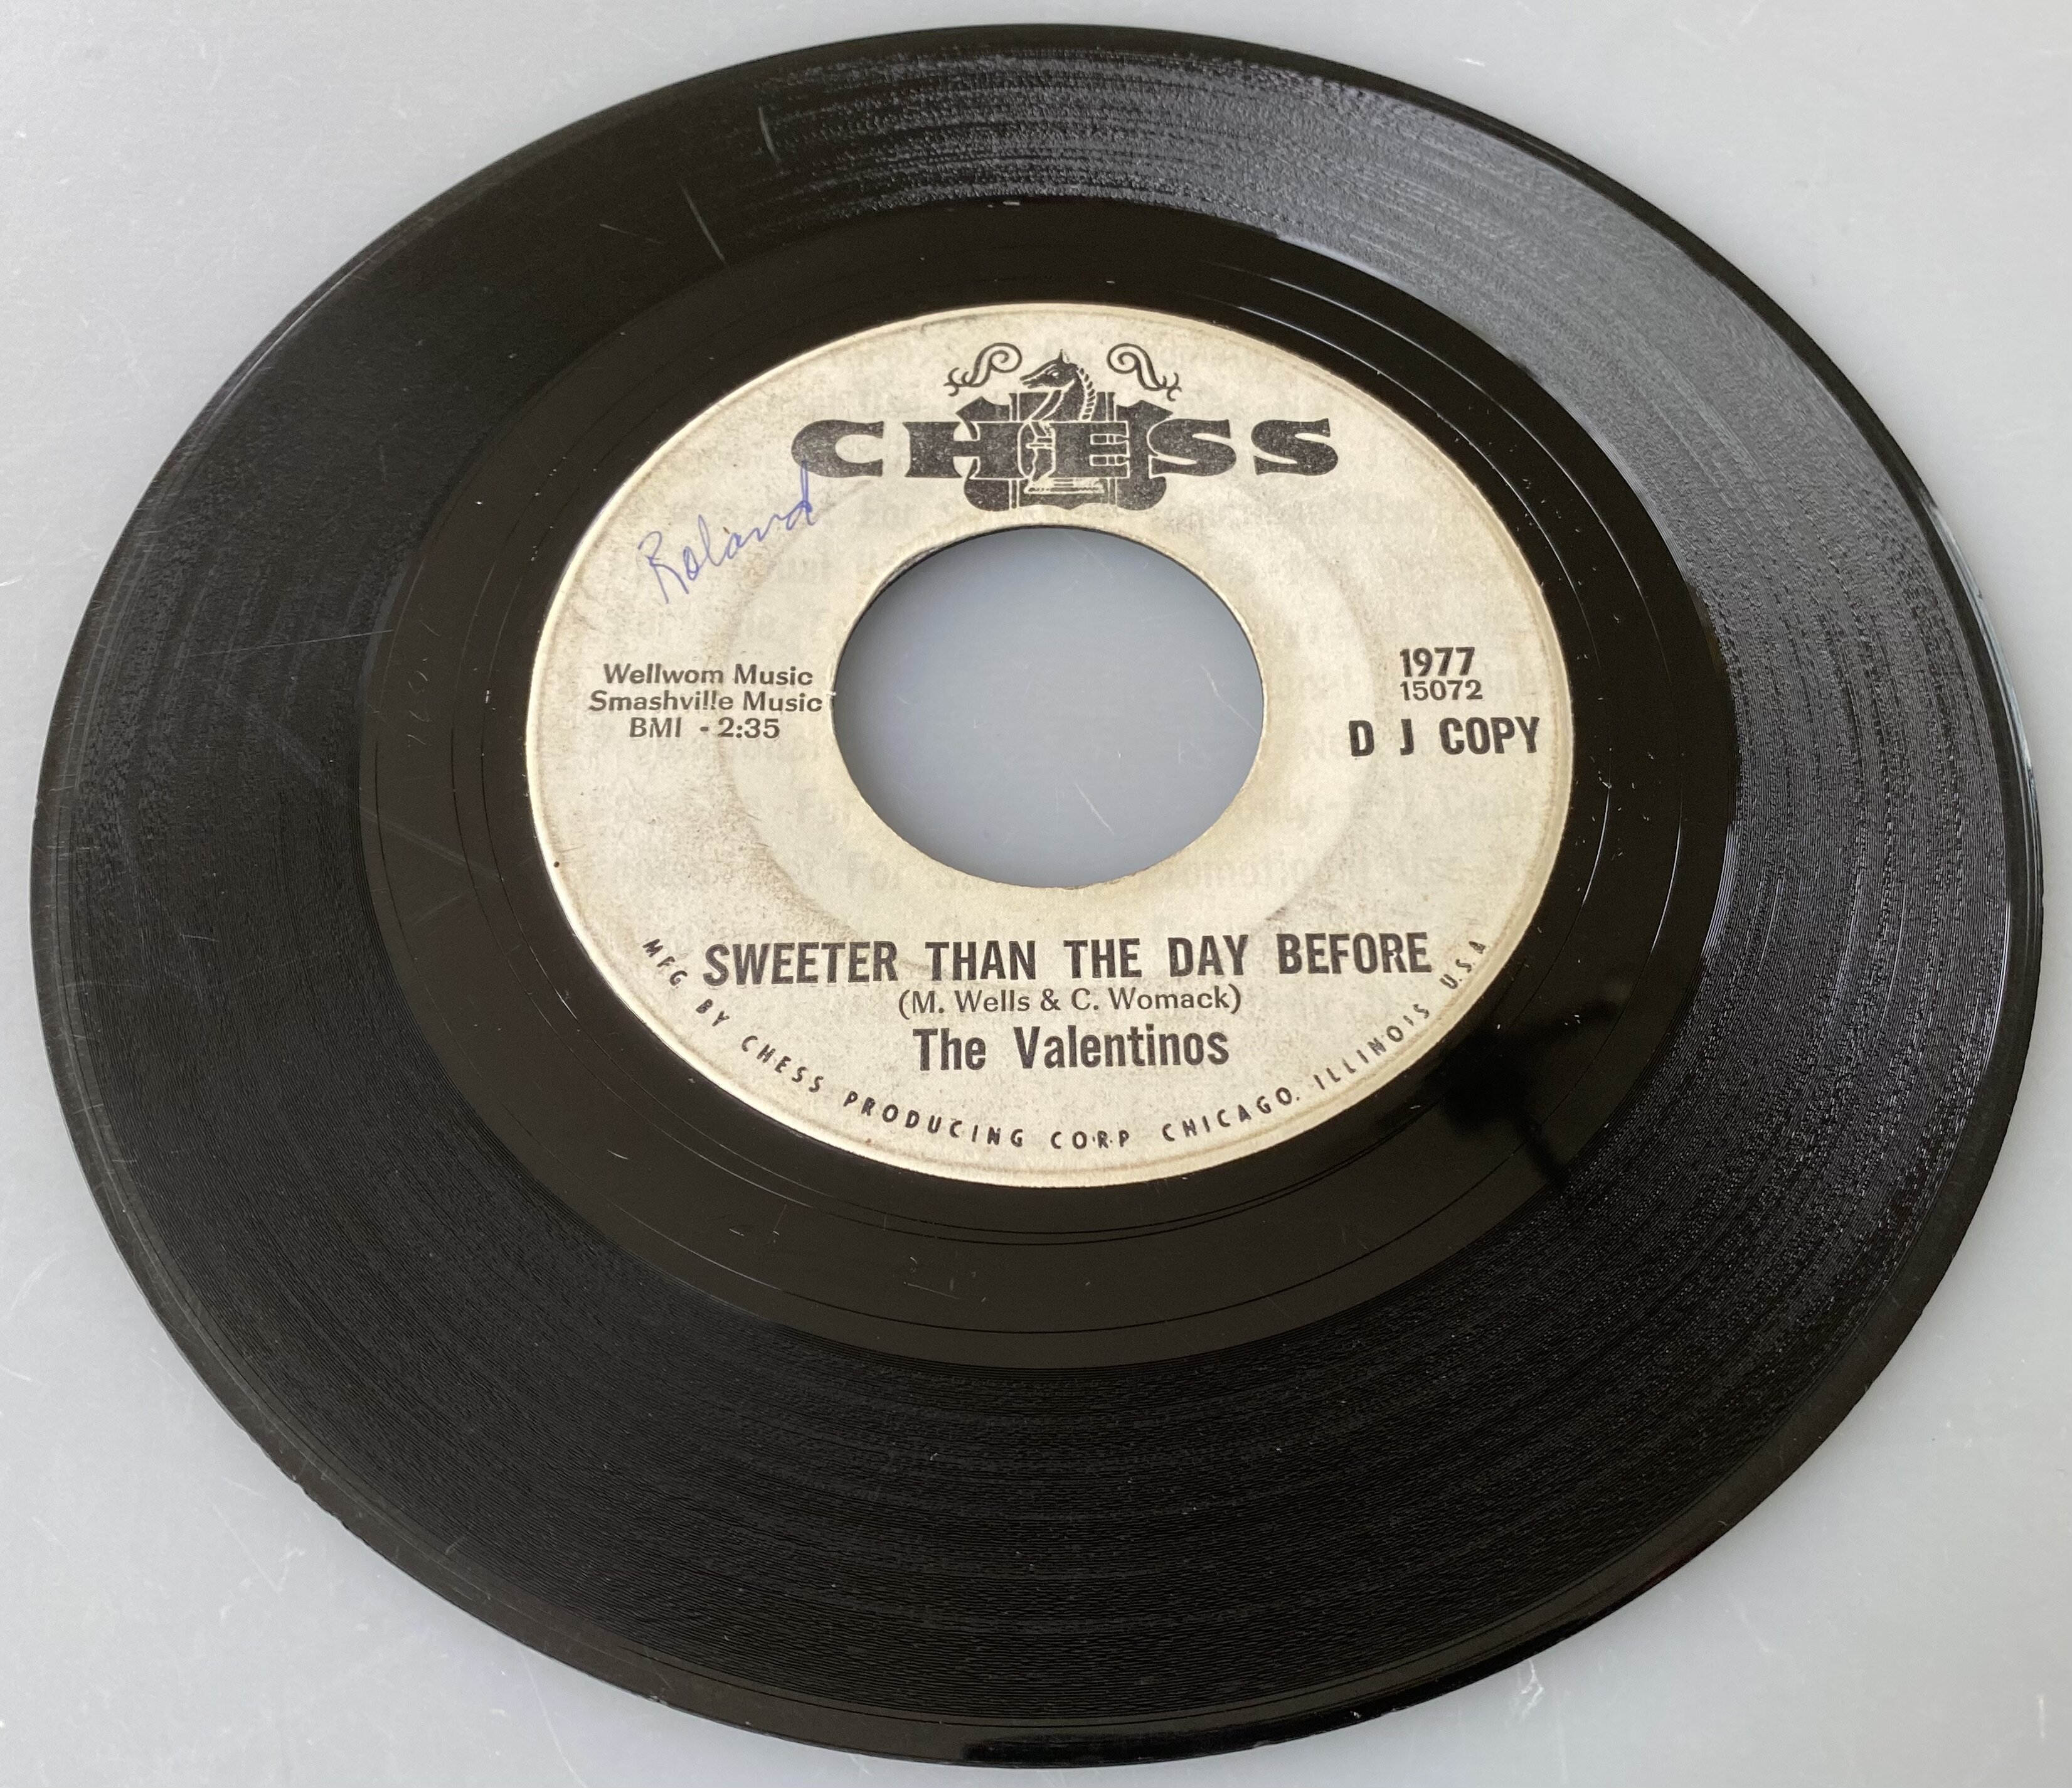 CHESS
Roland
Wellwom Music
Smashville Music
BMI - 2:35
1977
15072
D J COPY
SWEETER THAN THE DAY BEFORE
(M. Wells & C. Womack)
The Valentinos
MFG. BY CHESS PRODUCING CORP CHICAGO, ILLINOIS U.S.A.